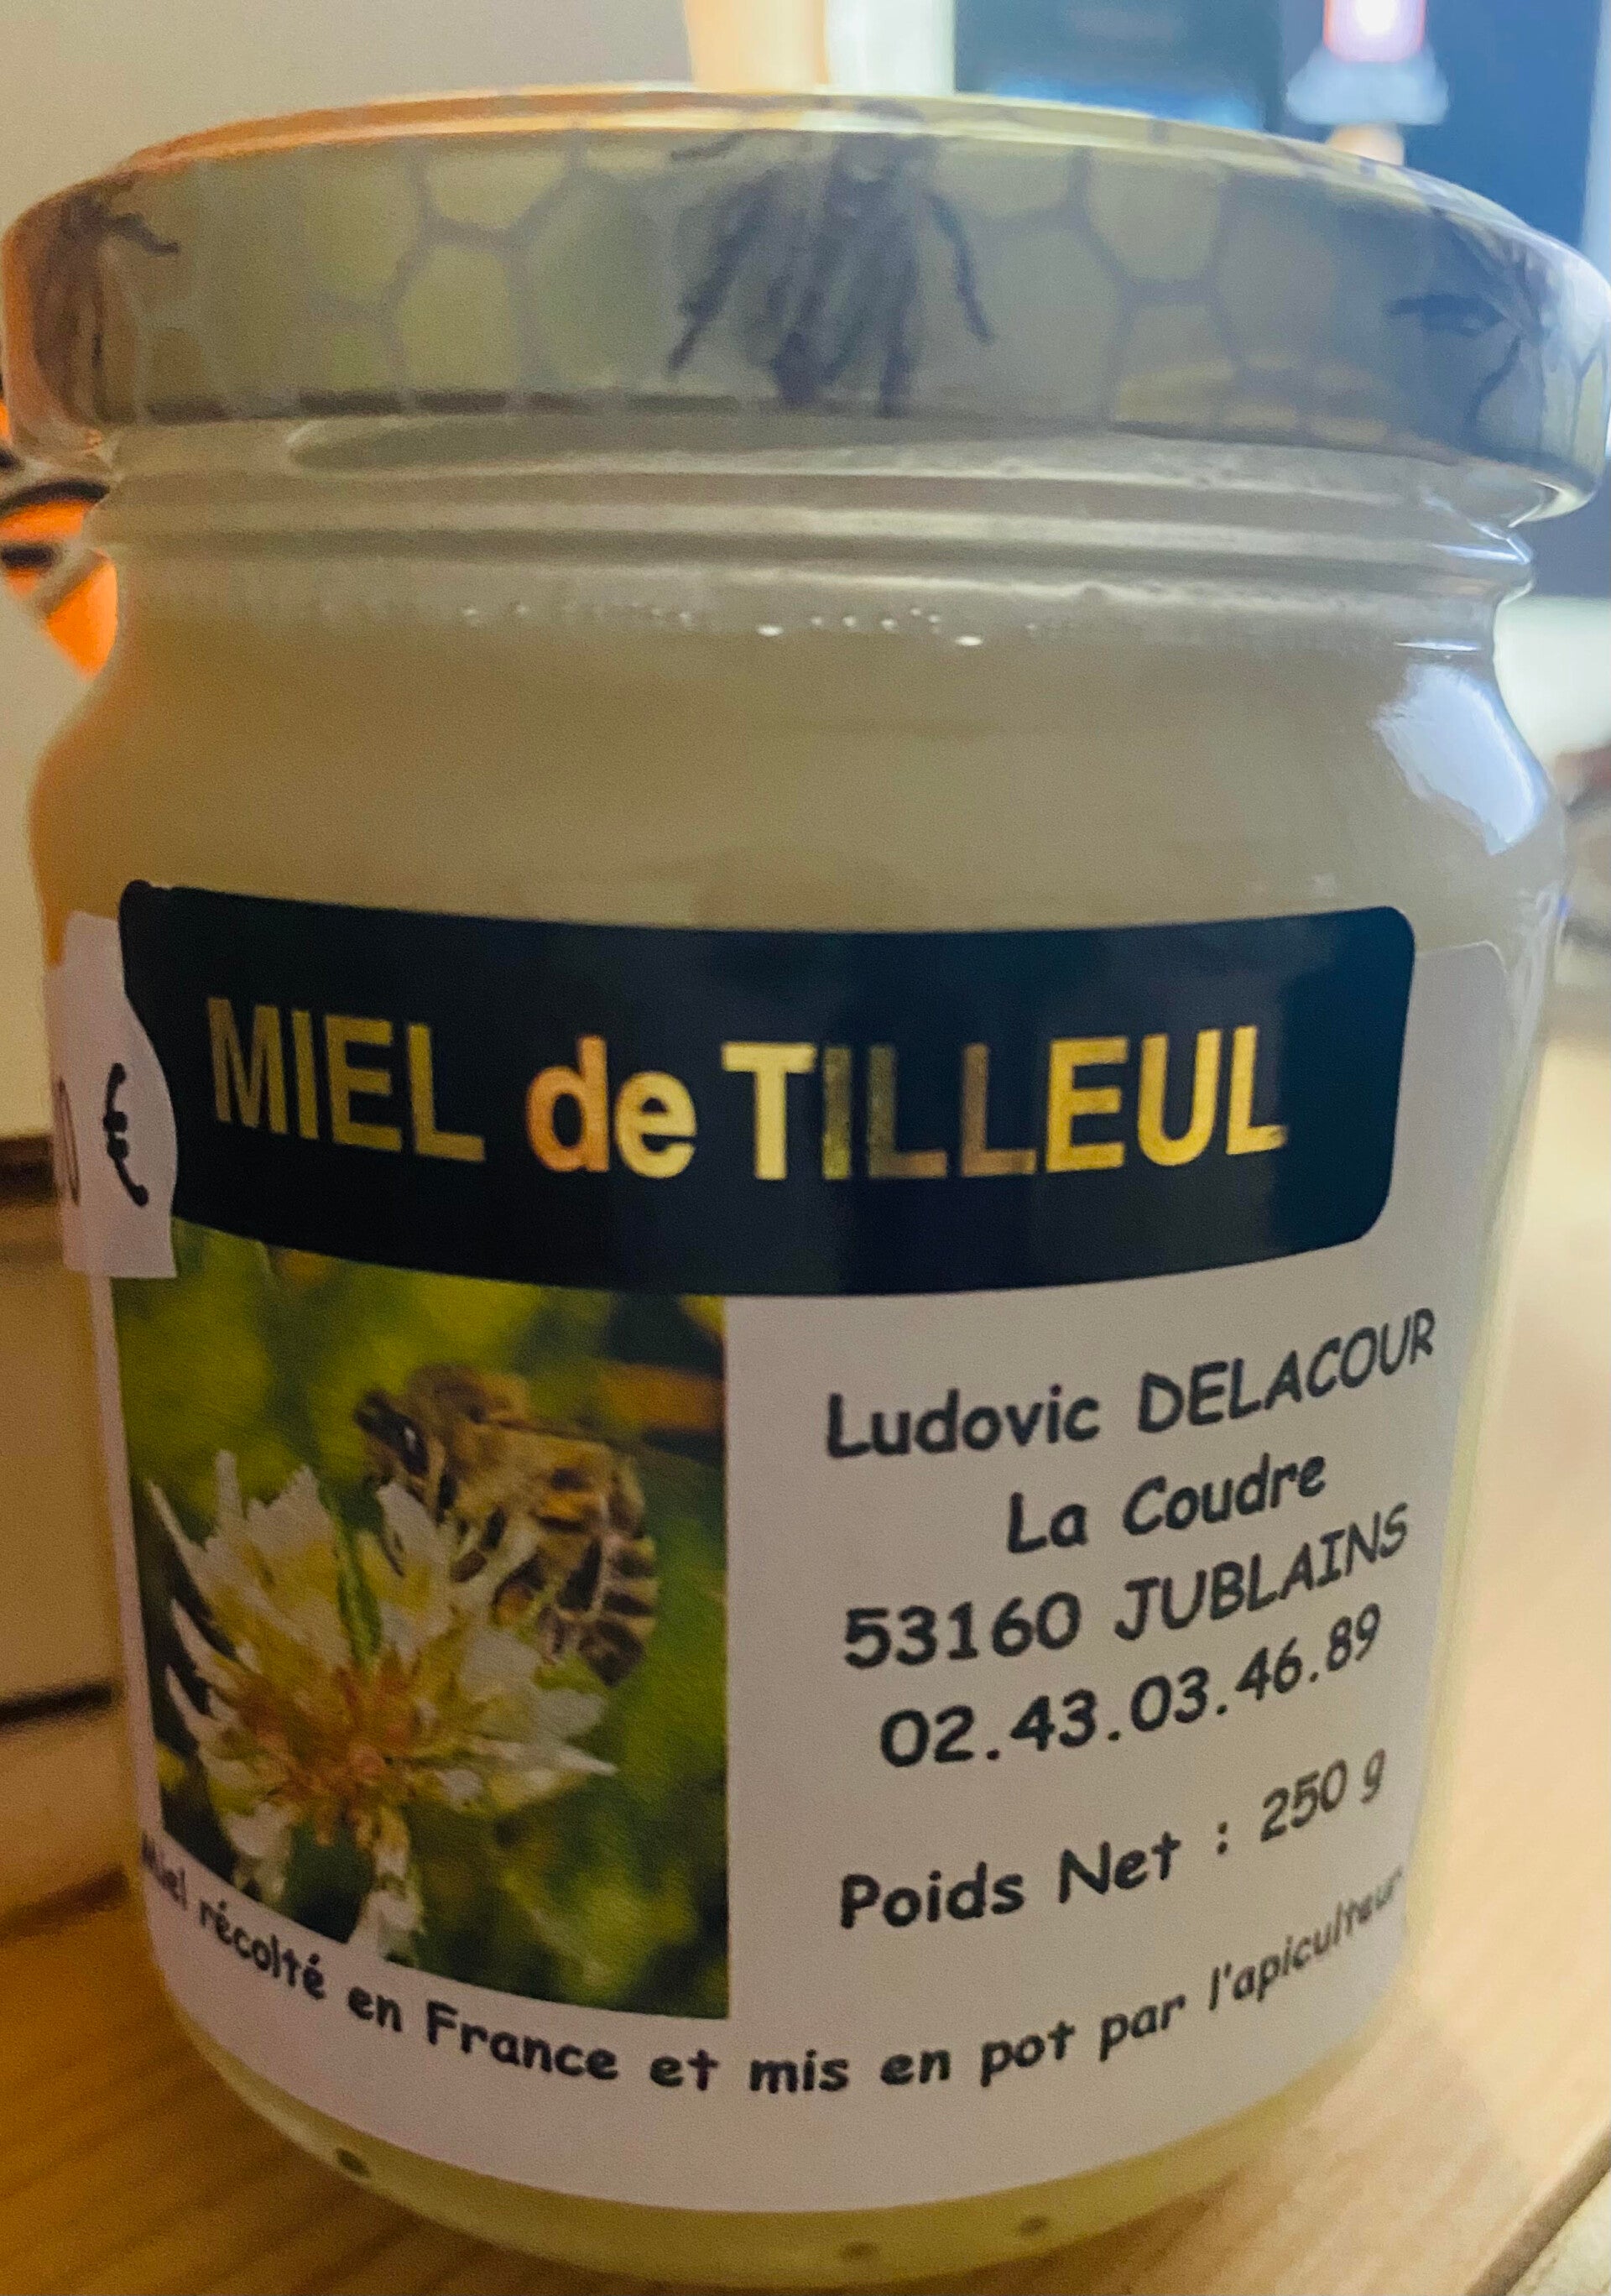 MIEL de TILLEUL
€
Ludovic DELACOUR
La Coudre
53160 JUBLAINS
02.43.03.46.89
Poids Net : 250 g
Miel récolté en France et mis en pot par l'apiculteur